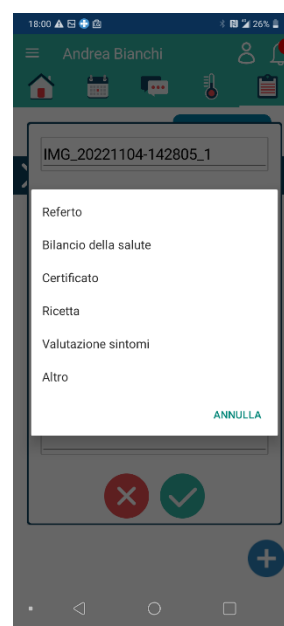 18:00 26%
Andrea Bianchi
IMG_20221104-142805_1
Referto
Bilancio della salute
Certificato
Ricetta
Valutazione sintomi
Altro
ANNULLA